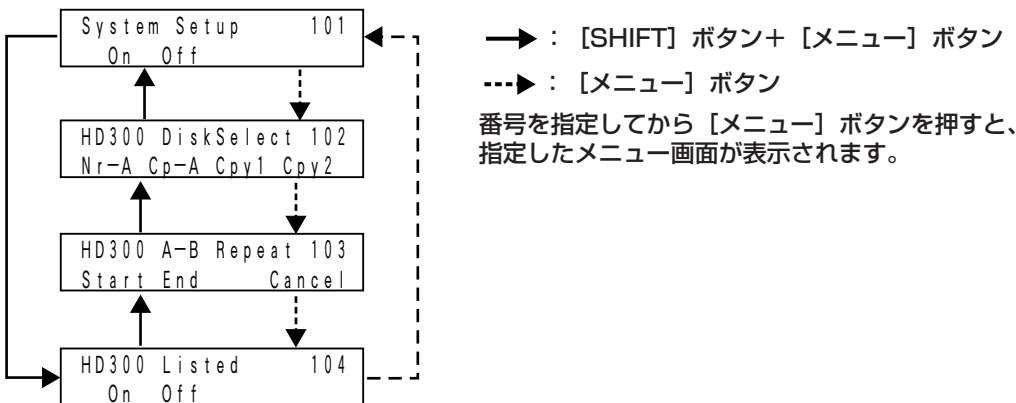 System Setup 101
On Off
HD300 DiskSelect 102
Nr−A Cp−A Cpy1 Cpy2
HD300 A−B Repeat 103
Start End Cancel
HD300 Listed 104
On Off
： ［SHIFT］ボタン＋［メニュー］ボタン
： ［メニュー］ボタン
番号を指定してから［メニュー］ボタンを押すと、
指定したメニュー画面が表示されます。